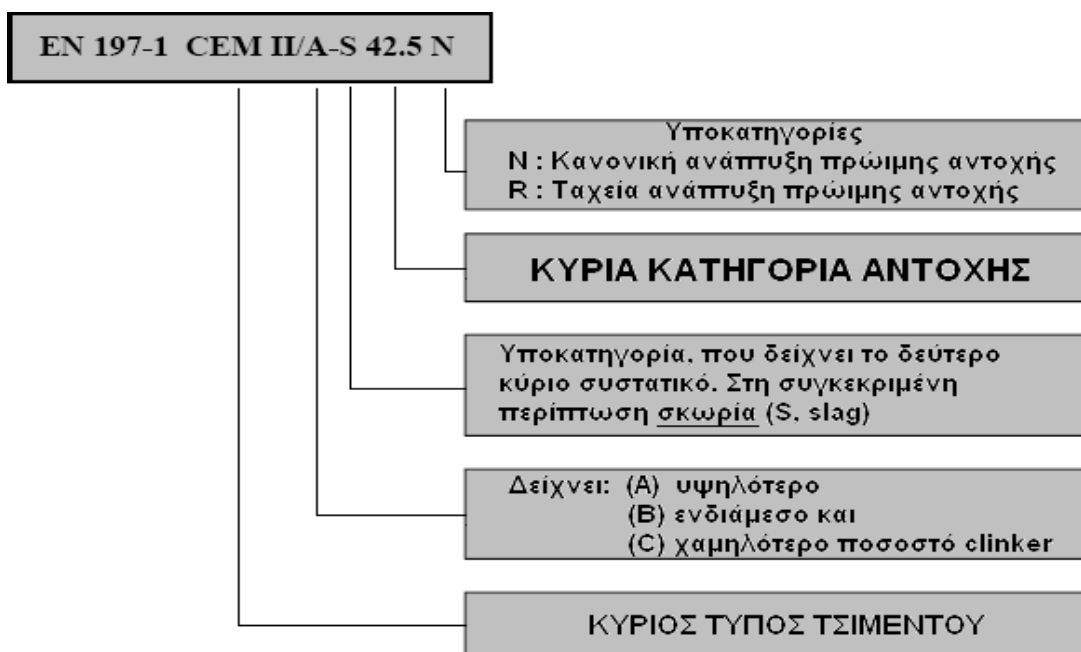 EN 197-1 CEM II/A-S 42.5 N
Υποκατηγορίες
N : Κανονική ανάπτυξη πρώιμης αντοχής
R : Ταχεία ανάπτυξη πρώιμης αντοχής
ΚΥΡΙΑ ΚΑΤΗΓΟΡΙΑ ΑΝΤΟΧΗΣ
Υποκατηγορία, που δείχνει το δεύτερο
κύριο συστατικό. Στη συγκεκριμένη
περίπτωση σκωρία (S, slag)
Δείχνει: (Α) υψηλότερο
(Β) ενδιάμεσο και
(C) χαμηλότερο ποσοστό clinker
ΚΥΡΙΟΣ ΤΥΠΟΣ ΤΣΙΜΕΝΤΟΥ